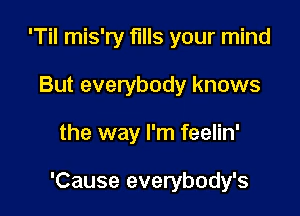 'Til mis'ry fills your mind
But everybody knows
the way I'm feelin'
'Cause everybody's